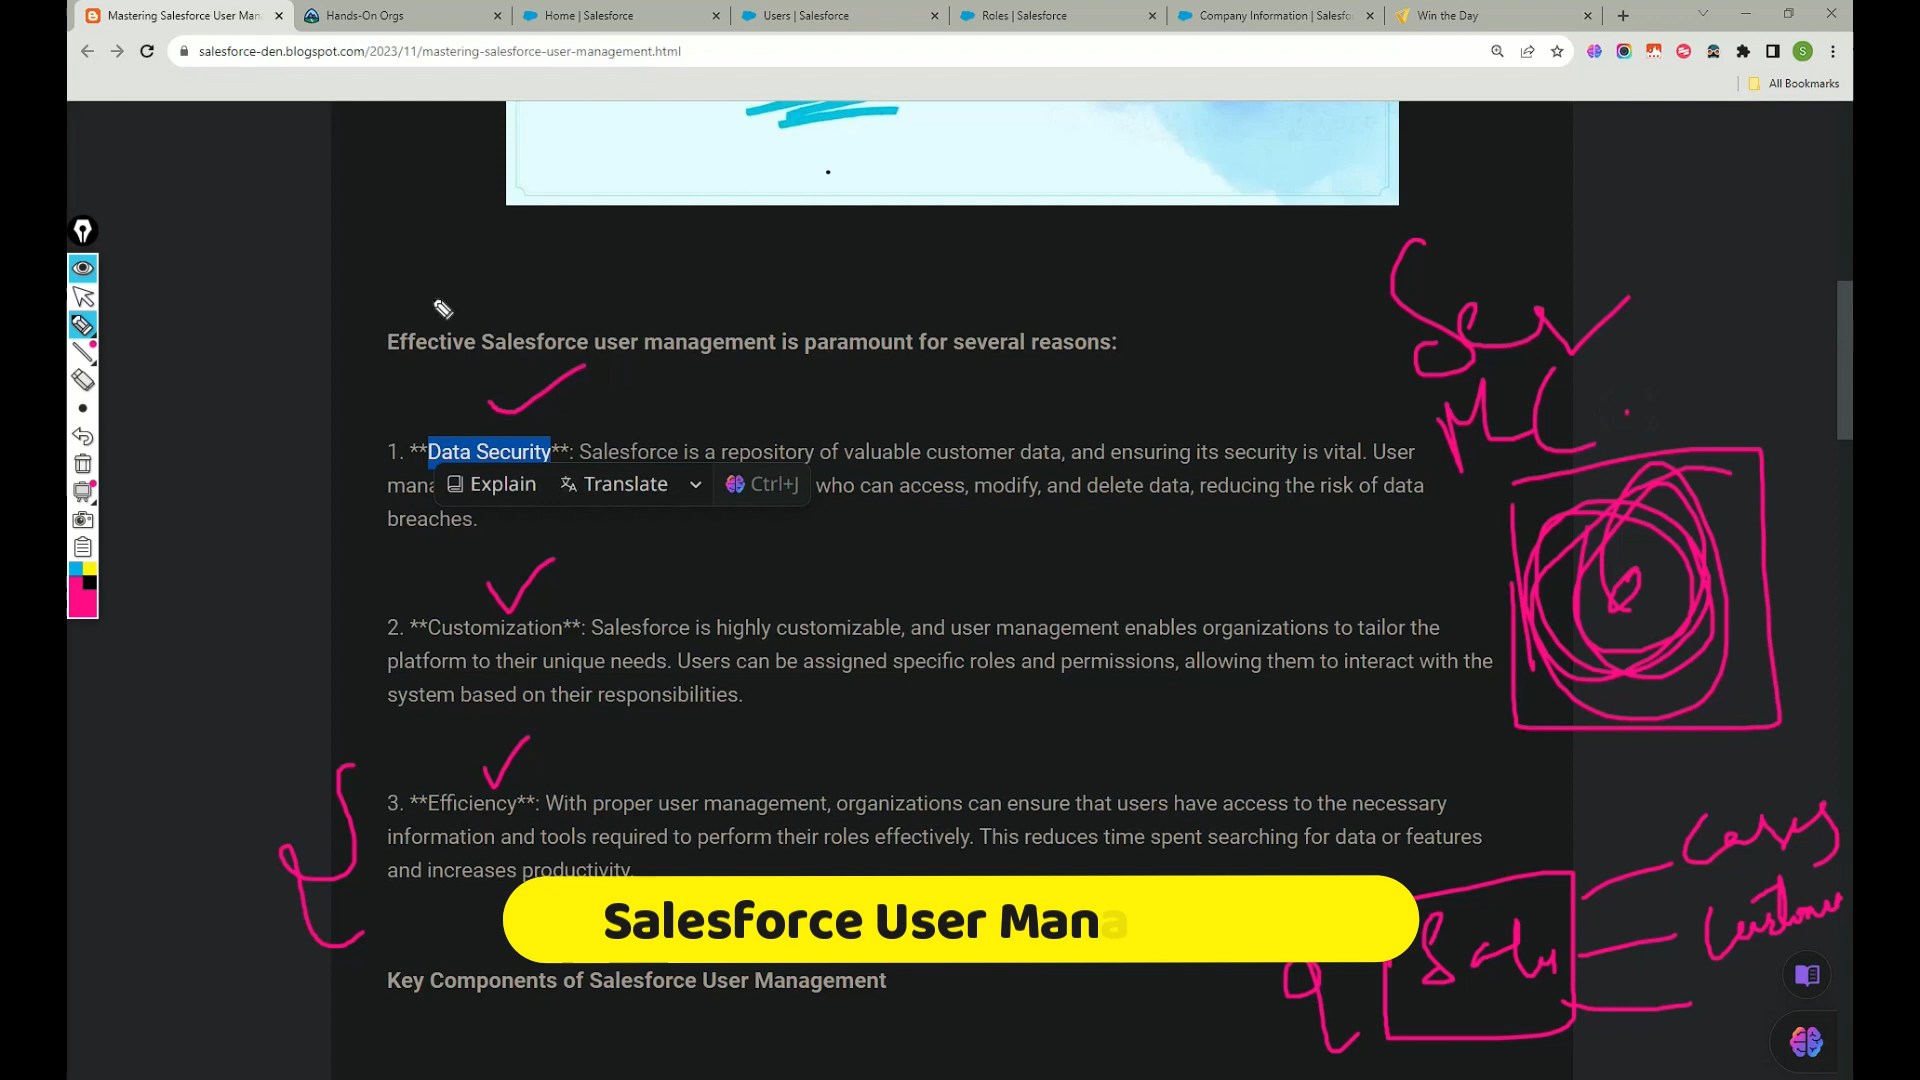 Mastering Salesforce User Mana
Hands-On Orgs
Home | Salesforce
Users | Salesforce
Roles | Salesforce
Company Information | Salesfo
Win the Day
salesforce-den.blogspot.com/2023/11/mastering-salesforce-user-management.html
S
All Bookmarks
Effective Salesforce user management is paramount for several reasons:
1. **Data Security**: Salesforce is a repository of valuable customer data, and ensuring its security is vital. User
mana
Explain
Translate
Ctrl+J
who can access, modify, and delete data, reducing the risk of data
breaches.
2. **Customization**: Salesforce is highly customizable, and user management enables organizations to tailor the
platform to their unique needs. Users can be assigned specific roles and permissions, allowing them to interact with the
system based on their responsibilities.
3. **Efficiency**: With proper user management, organizations can ensure that users have access to the necessary
information and tools required to perform their roles effectively. This reduces time spent searching for data or features
and increases productivity.
Salesforce User Mana
Key Components of Salesforce User Management
MC
Cases
Customer